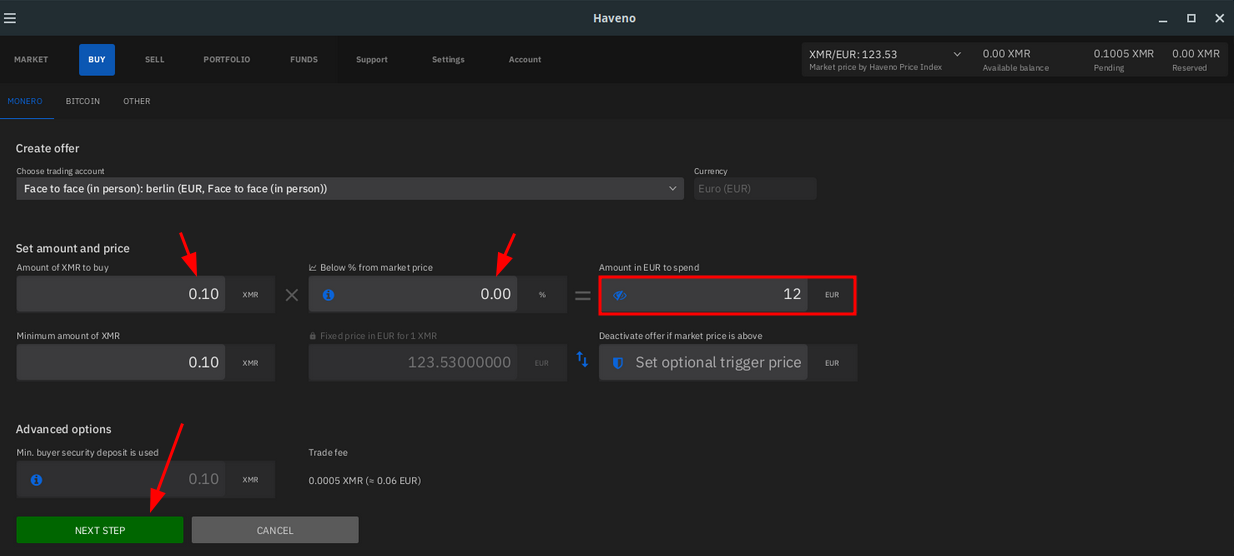 Haveno
MARKET BUY SELL PORTFOLIO FUNDS Support Settings Account
XMR/EUR: 123.53
Market price by Haveno Price Index
0.00 XMR
Available balance
0.1005 XMR
Pending
0.00 XMR
Reserved
MONERO BITCOIN OTHER
Create offer
Choose trading account
Face to face (in person): berlin (EUR, Face to face (in person))
Currency
Euro (EUR)
Set amount and price
Amount of XMR to buy
0.10 XMR
Below % from market price
0.00 %
Amount in EUR to spend
12 EUR
Minimum amount of XMR
0.10 XMR
Fixed price in EUR for 1 XMR
123.53000000 EUR
Deactivate offer if market price is above
Set optional trigger price EUR
Advanced options
Min. buyer security deposit is used
0.10 XMR
Trade fee
0.0005 XMR (≈ 0.06 EUR)
NEXT STEP CANCEL